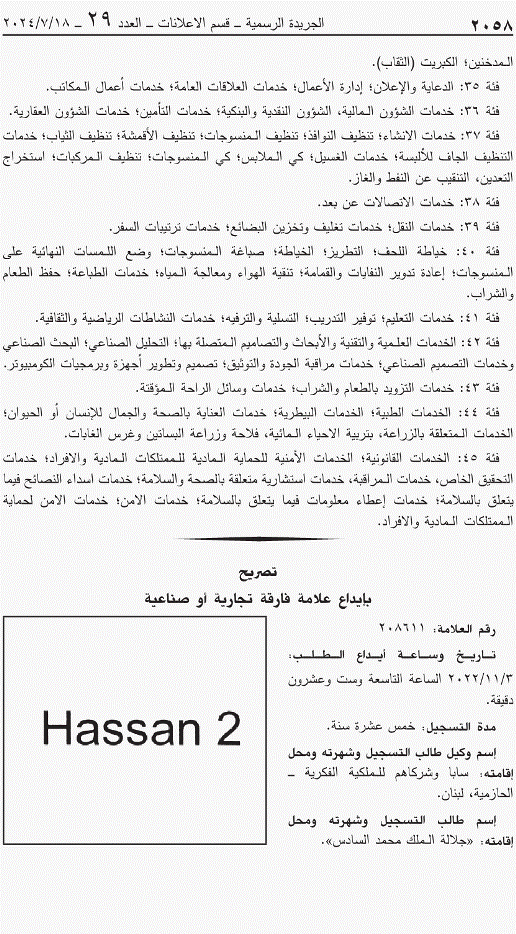 ٢٠٥٨
الجريدة الرسمية ــ قسم الاعلانات ــ العدد ٢٩ ــ ٢٠٢٤/٧/١٨
المدخنين؛ الكبريت (الثقاب).
فئة ٣٥: الدعاية والإعلان؛ إدارة الأعمال؛ خدمات العلاقات العامة؛ خدمات أعمال المكاتب.
فئة ٣٦: خدمات الشؤون المالية، الشؤون النقدية والبنكية؛ خدمات التأمين؛ خدمات الشؤون العقارية.
فئة ٣٧: خدمات الانشاء؛ تنظيف النوافذ؛ تنظيف المنسوجات؛ تنظيف الأقمشة؛ تنظيف الثياب؛ خدمات
التنظيف الجاف للألبسة؛ خدمات الغسيل؛ كي الملابس؛ كي المنسوجات؛ تنظيف المركبات؛ استخراج
التعدين، التنقيب عن النفط والغاز.
فئة ٣٨: خدمات الاتصالات عن بعد.
فئة ٣٩: خدمات النقل؛ خدمات تغليف وتخزين البضائع؛ خدمات ترتيبات السفر.
فئة ٤٠: خياطة اللحف؛ التطريز؛ الخياطة؛ صباغة المنسوجات؛ وضع اللمسات النهائية على
المنسوجات؛ إعادة تدوير النفايات والقمامة؛ تنقية الهواء ومعالجة المياه؛ خدمات الطباعة؛ حفظ الطعام
والشراب.
فئة ٤١: خدمات التعليم؛ توفير التدريب؛ التسلية والترفيه؛ خدمات النشاطات الرياضية والثقافية.
فئة ٤٢: الخدمات العلمية والتقنية والأبحاث والتصاميم المتصلة بها؛ التحليل الصناعي؛ البحث الصناعي
وخدمات التصميم الصناعي؛ خدمات مراقبة الجودة والتوثيق؛ تصميم وتطوير أجهزة وبرمجيات الكومبيوتر.
فئة ٤٣: خدمات التزويد بالطعام والشراب؛ خدمات وسائل الراحة المؤقتة.
فئة ٤٤: الخدمات الطبية؛ الخدمات البيطرية؛ خدمات العناية بالصحة والجمال للإنسان أو الحيوان؛
الخدمات المتعلقة بالزراعة، بتربية الاحياء المائية، فلاحة وزراعة البساتين وغرس الغابات.
فئة ٤٥: الخدمات القانونية؛ الخدمات الأمنية للحماية المادية للممتلكات المادية والافراد؛ خدمات
التحقيق الخاص، خدمات المراقبة، خدمات استشارية متعلقة بالصحة والسلامة؛ خدمات اسداء النصائح فيما
يتعلق بالسلامة؛ خدمات إعطاء معلومات فيما يتعلق بالسلامة؛ خدمات الامن؛ خدمات الامن لحماية
الممتلكات المادية والافراد.
تصريح
بإيداع علامة فارقة تجارية أو صناعية
رقم العلامة: ٢٠٨٦١١
تاريخ وساعة أيداع الطلب:
٢٠٢٢/١١/٣ الساعة التاسعة وست وعشرون
دقيقة.
مدة التسجيل: خمس عشرة سنة.
إسم وكيل طالب التسجيل وشهرته ومحل
إقامته: سابا وشركاهم للملكية الفكرية ــ
الحازمية، لبنان.
إسم طالب التسجيل وشهرته ومحل
إقامته: «جلالة الملك محمد السادس».
Hassan 2